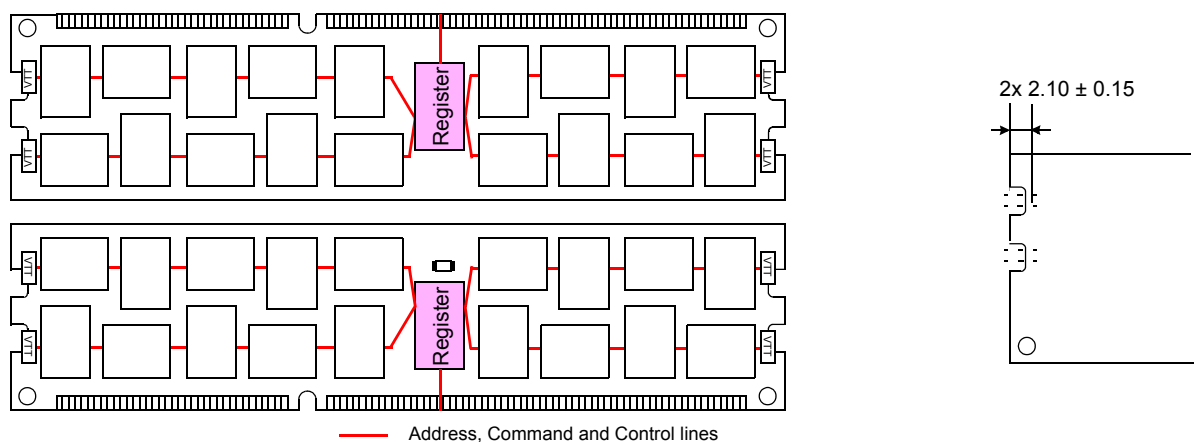 VTT
VTT
Register
VTT
VTT
2x 2.10 ± 0.15
VTT
VTT
Register
VTT
VTT
Address, Command and Control lines